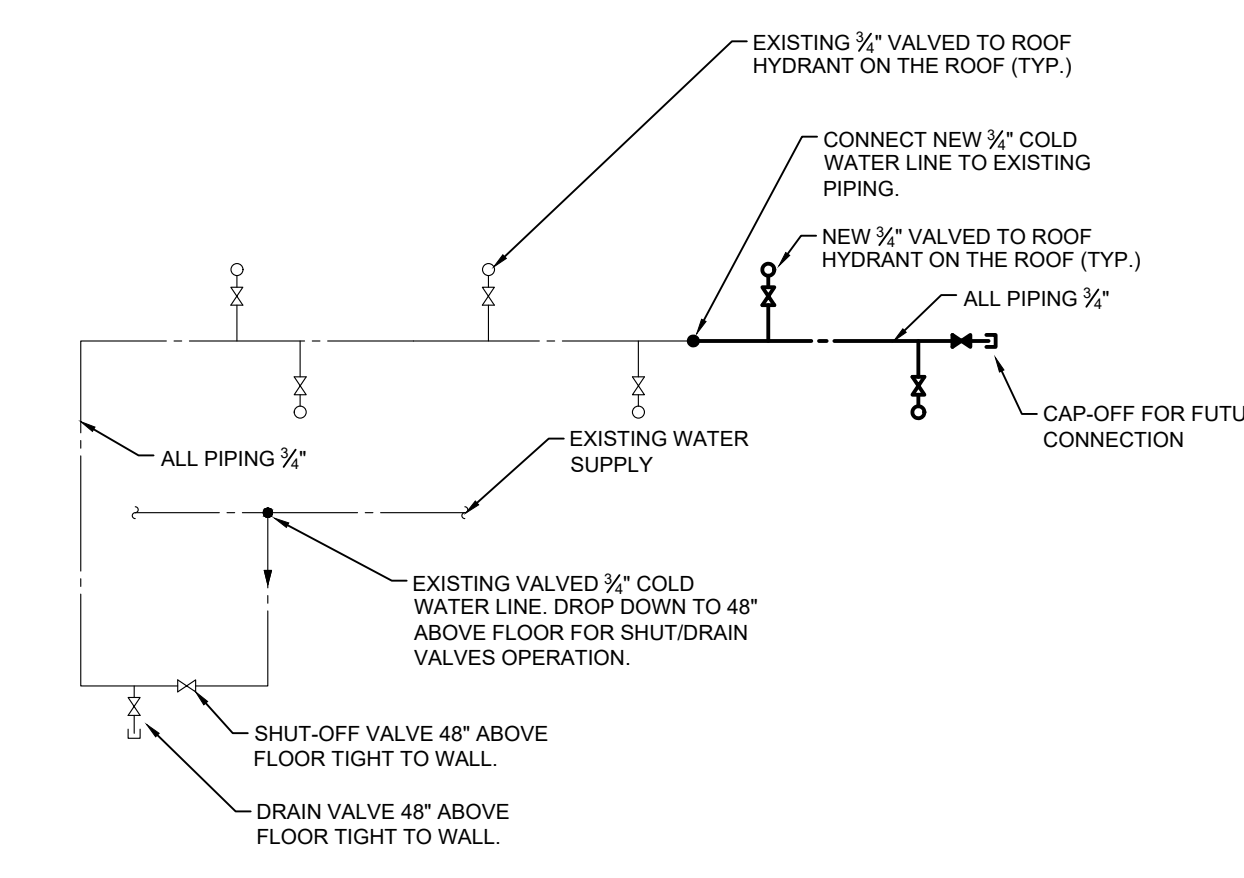 EXISTING ¾" VALVED TO ROOF
HYDRANT ON THE ROOF (TYP.)
CONNECT NEW ¾" COLD
WATER LINE TO EXISTING
PIPING.
NEW ¾" VALVED TO ROOF
HYDRANT ON THE ROOF (TYP.)
ALL PIPING ¾"
CAP-OFF FOR FUTU
CONNECTION
EXISTING WATER
SUPPLY
ALL PIPING ¾"
EXISTING VALVED ¾" COLD
WATER LINE. DROP DOWN TO 48"
ABOVE FLOOR FOR SHUT/DRAIN
VALVES OPERATION.
SHUT-OFF VALVE 48" ABOVE
FLOOR TIGHT TO WALL.
DRAIN VALVE 48" ABOVE
FLOOR TIGHT TO WALL.